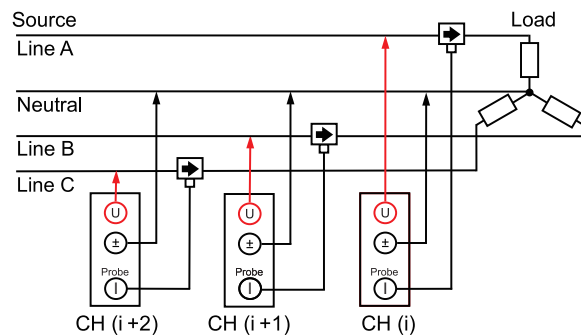 Source
Load
Line A
Neutral
Line B
Line C
U
U
U
±
±
±
Probe
Probe
Probe
I
I
I
CH (i +2)
CH (i +1)
CH (i)